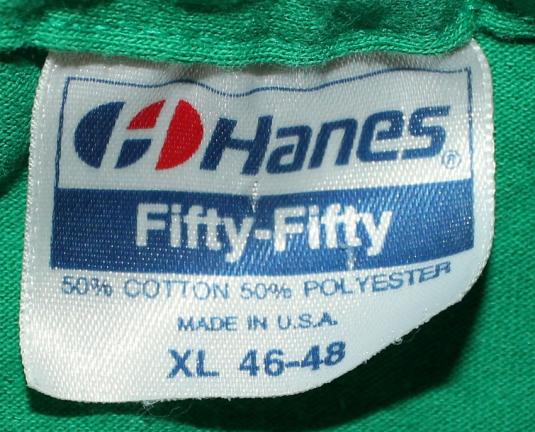 Hanes®
Fifty-Fifty
50% COTTON 50% POLYESTER
MADE IN U.S.A.
XL 46-48